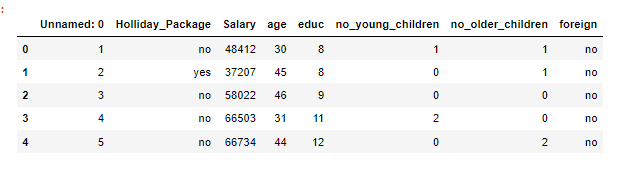 :
Unnamed: 0 Holliday_Package Salary age educ no_young_children no_older_children foreign
0 1 no 48412 30 8 1 1 no
1 2 yes 37207 45 8 0 1 no
2 3 no 58022 46 9 0 0 no
3 4 no 66503 31 11 2 0 no
4 5 no 66734 44 12 0 2 no